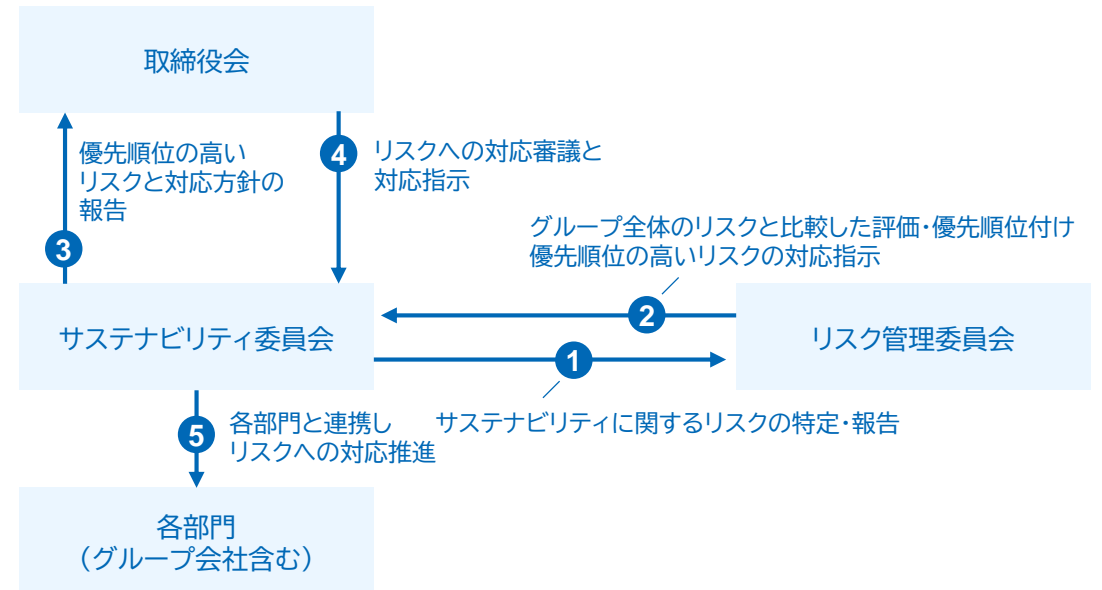 取締役会
3
優先順位の高い
リスクと対応方針の
報告
4
リスクへの対応審議と
対応指示
グループ全体のリスクと比較した評価・優先順位付け
優先順位の高いリスクの対応指示
2
サステナビリティ委員会
リスク管理委員会
1
サステナビリティに関するリスクの特定・報告
5
各部門と連携し
リスクへの対応推進
各部門
（グループ会社含む）